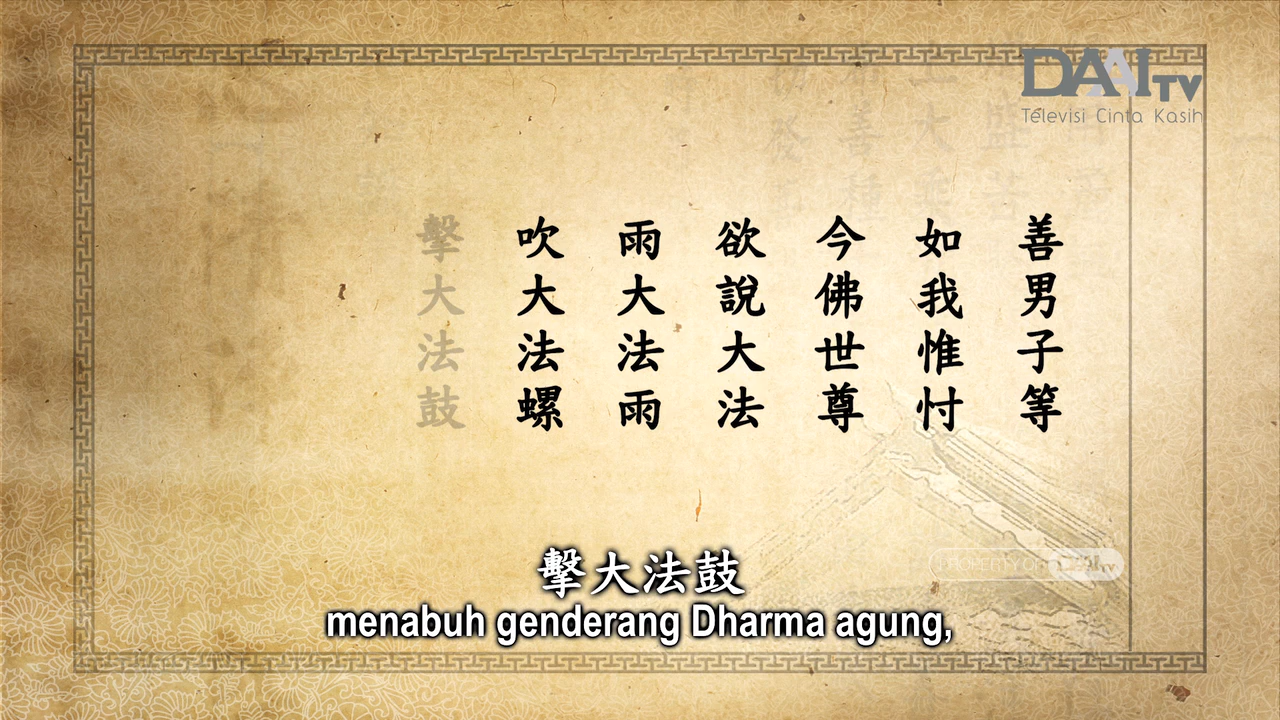 DAAI TV
Televisi Cinta Kasih
善男子等
如我惟忖
今佛世尊
欲說大法
雨大法雨
吹大法螺
擊大法鼓
擊大法鼓
menabuh genderang Dharma agung,